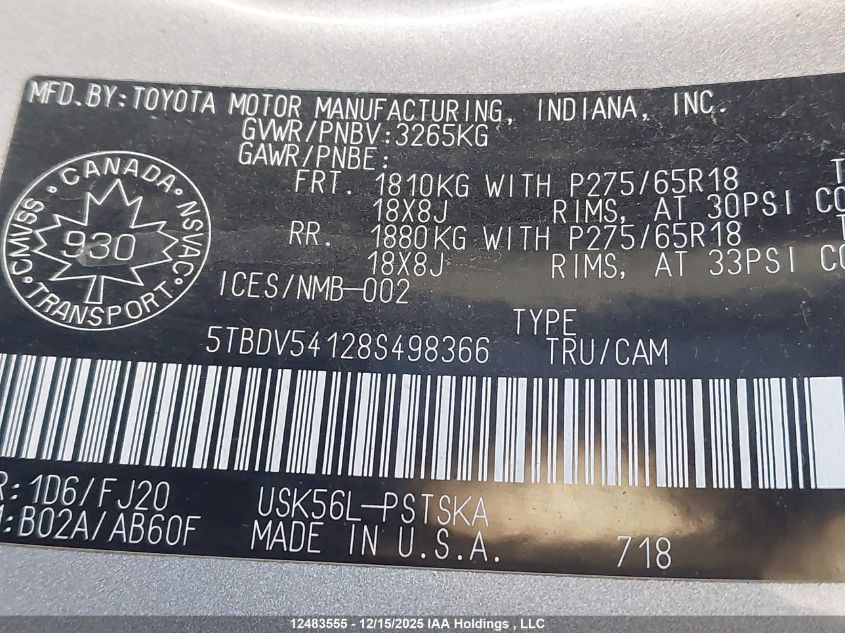 MFD.BY:TOYOTA MOTOR MANUFACTURING, INDIANA, INC.
GVWR/PNBV:3265KG
GAWR/PNBE:
FRT. 1810KG WITH P275/65R18
18X8J RIMS, AT 30PSI CO
RR. 1880KG WITH P275/65R18
18X8J RIMS, AT 33PSI CO
ICES/NMB-002
CANADA
CMVSS 930 NSVAC
TRANSPORT
TYPE
5TBDV54128S498366 TRU/CAM
R:1D6/FJ20 USK56L-PSTSKA
:B02A/AB60F MADE IN U.S.A. 718
12483555 - 12/15/2025 IAA Holdings, LLC